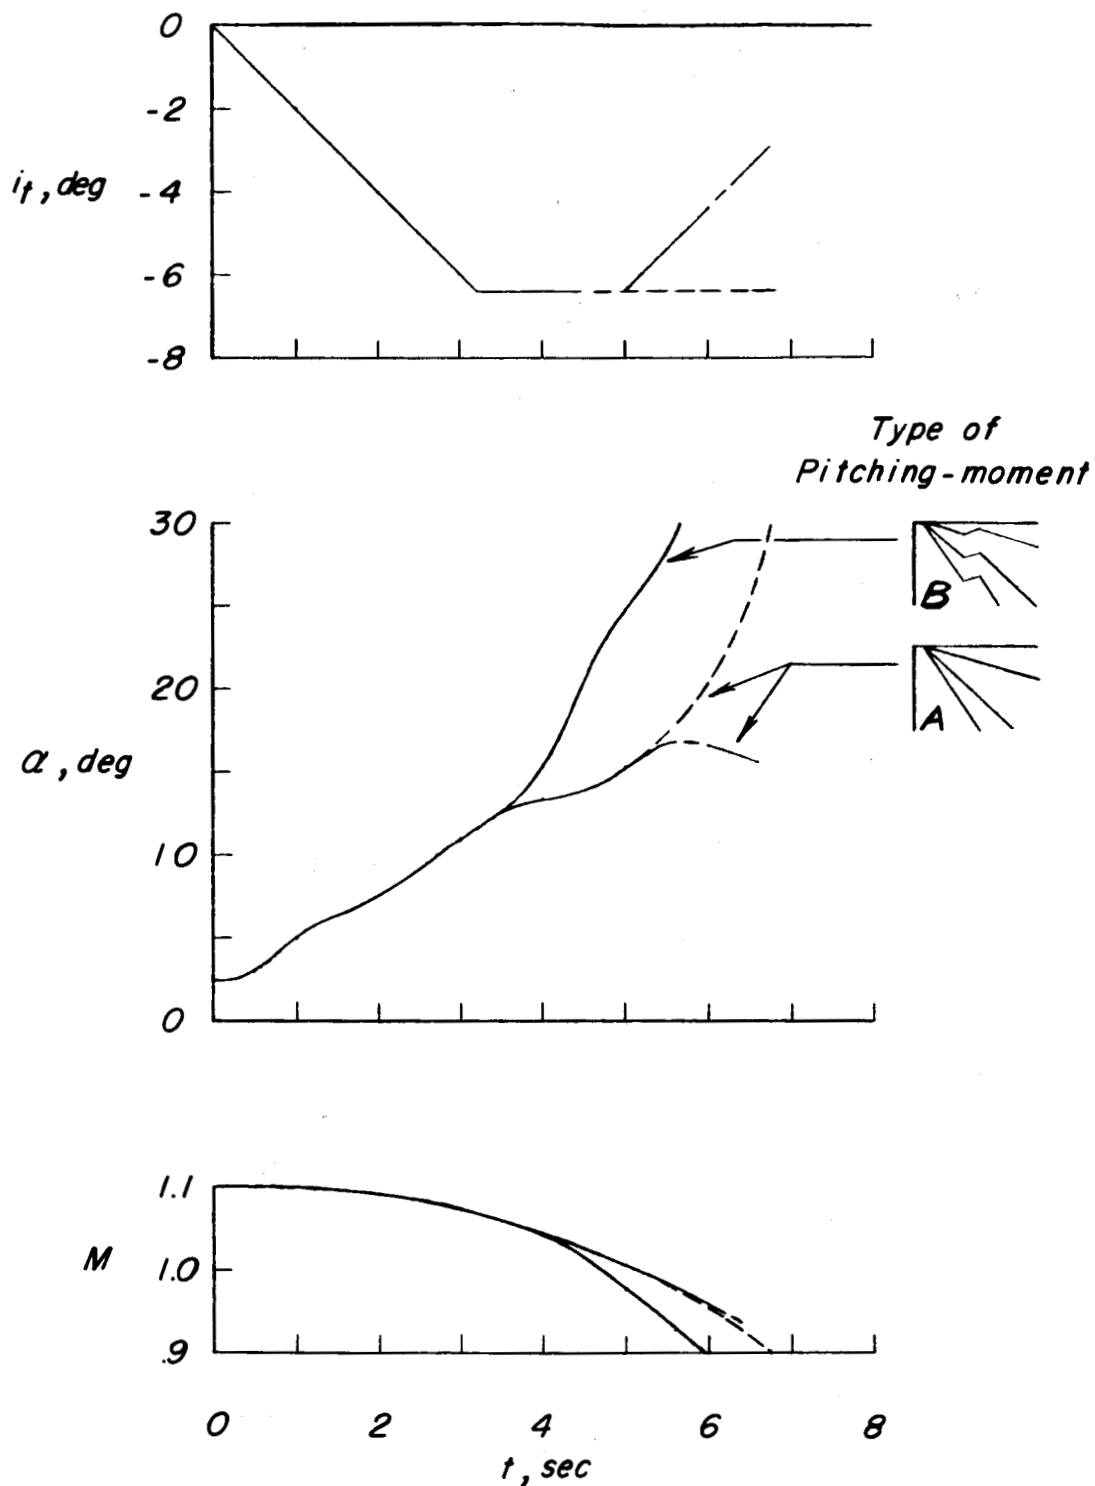 0
-2
i_t, deg -4
-6
-8
Type of
Pitching-moment
30
B
20
A
α, deg
10
0
1.1
M 1.0
.9
0 2 4 6 8
t, sec